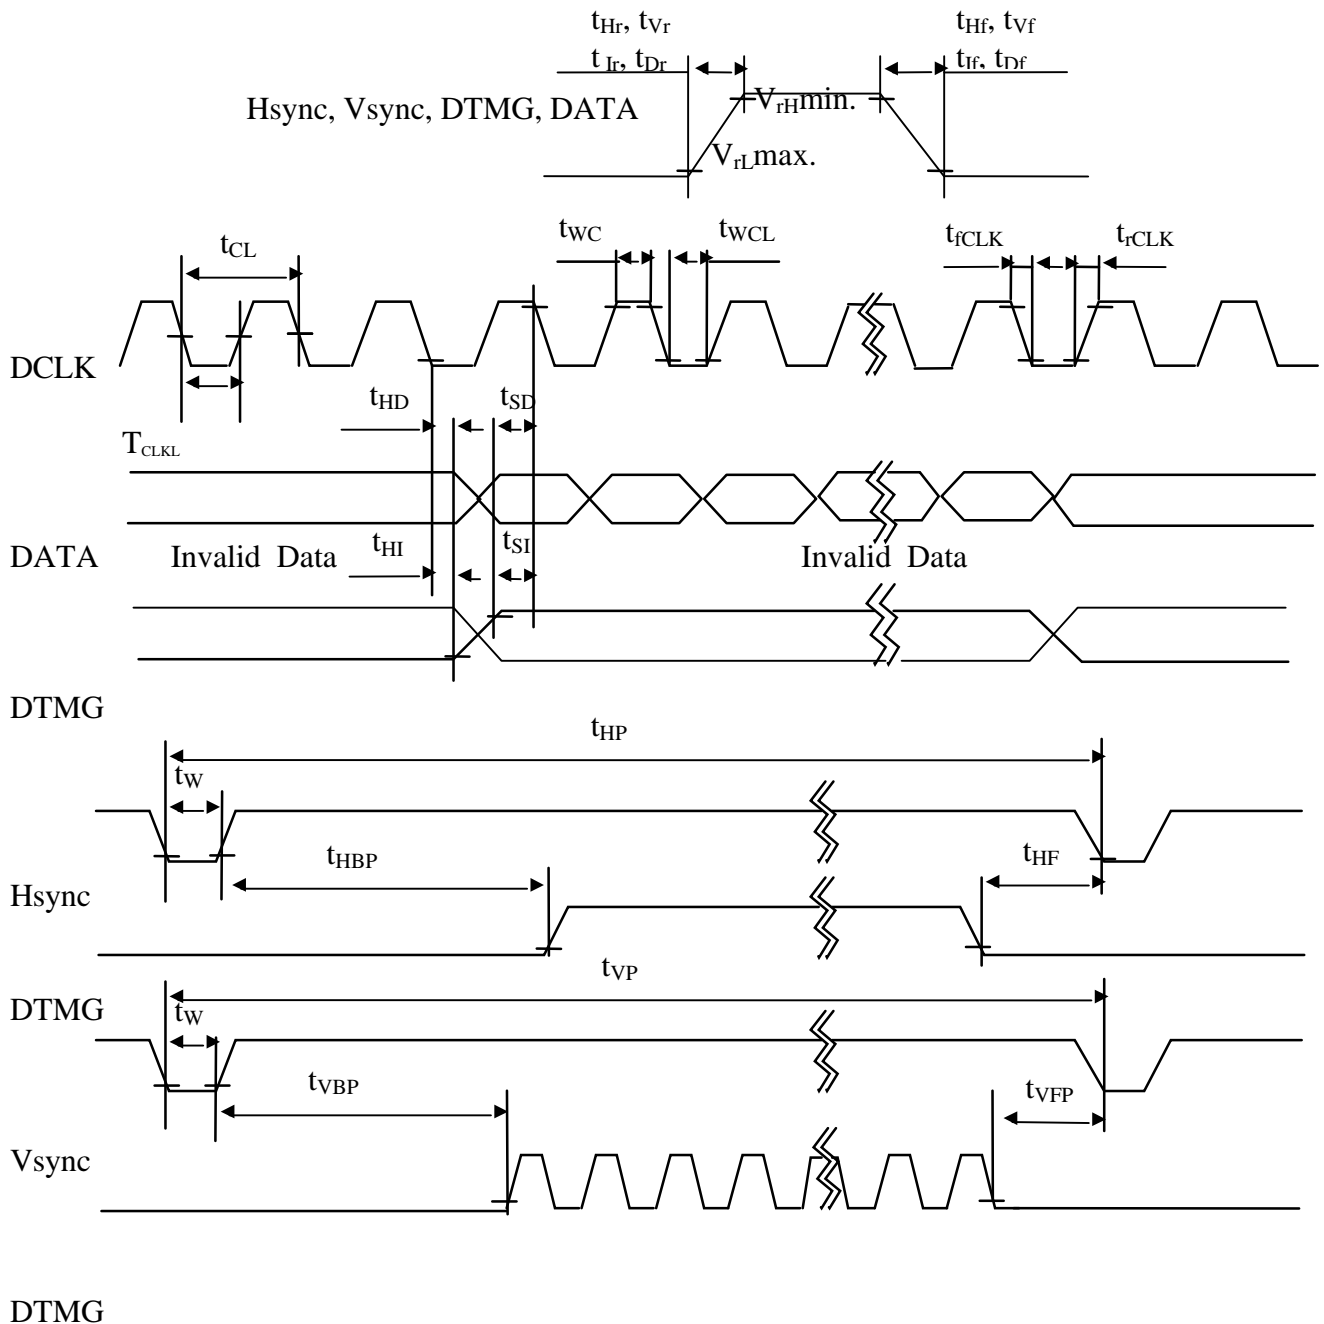 tHr, tVr tHf, tVf
tIr, tDr tIf, tDf
Hsync, Vsync, DTMG, DATA VrHmin.
VrLmax.
tCL tWC tWCL tfCLK trCLK
DCLK
tHD tSD
TCLKL
tHI tSI
DATA Invalid Data Invalid Data
DTMG
tHP
tW
tHBP tHF
Hsync
tVP
DTMG tW
tVBP tVFP
Vsync
DTMG